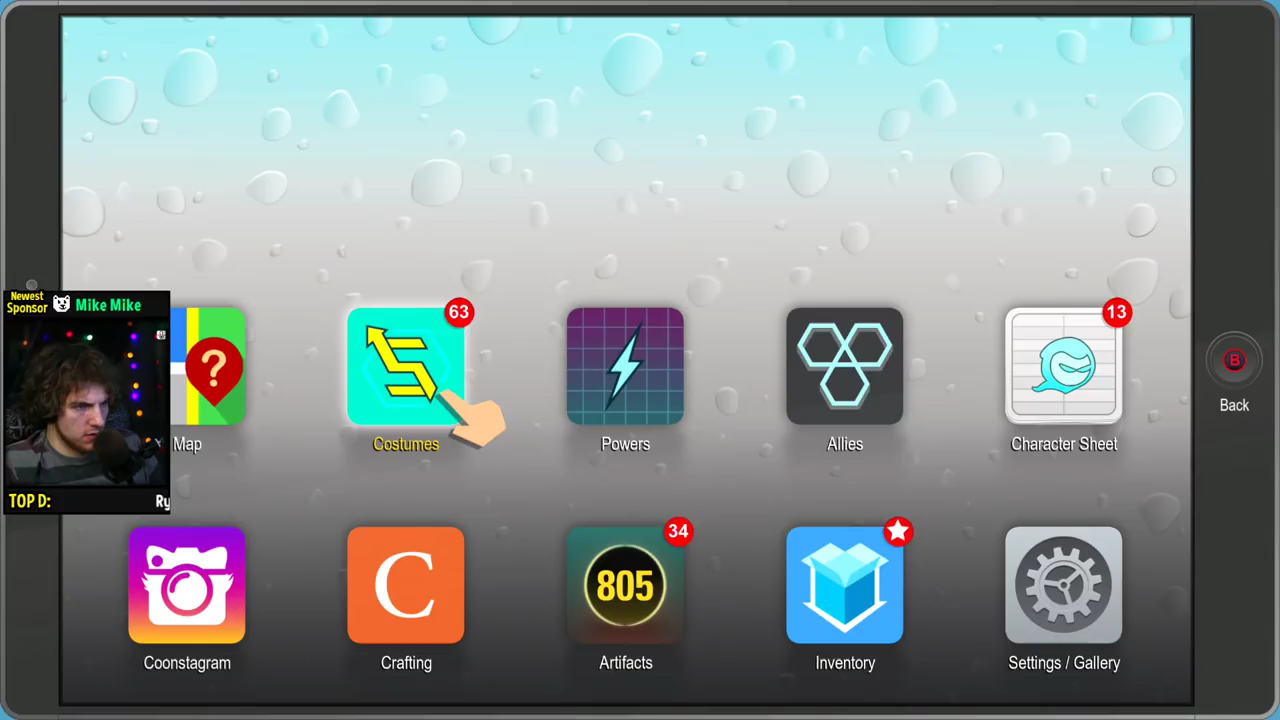 63
13
Newest
Sponsor
Mike Mike
?
B
Back
Map
Costumes
Powers
Allies
Character Sheet
TOP D:
Ry
34
C
805
Coonstagram
Crafting
Artifacts
Inventory
Settings / Gallery